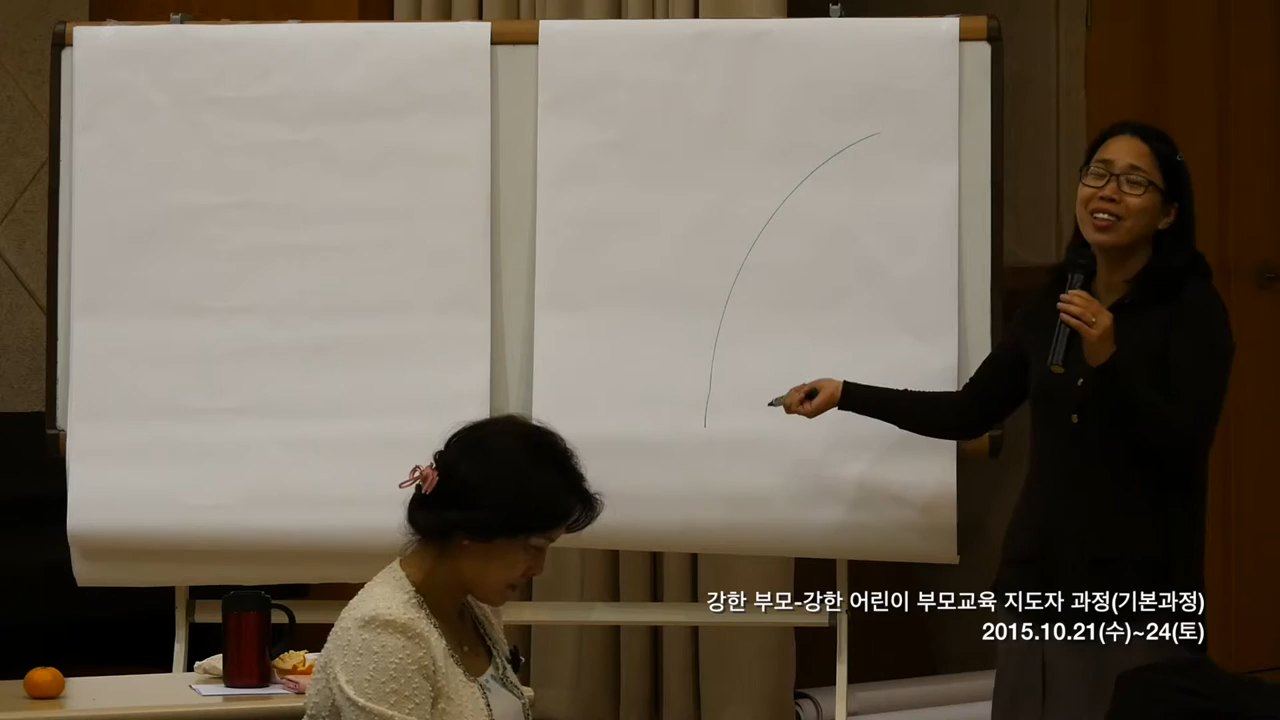 강한 부모-강한 어린이 부모교육 지도자 과정(기본과정)
2015.10.21(수)~24(토)